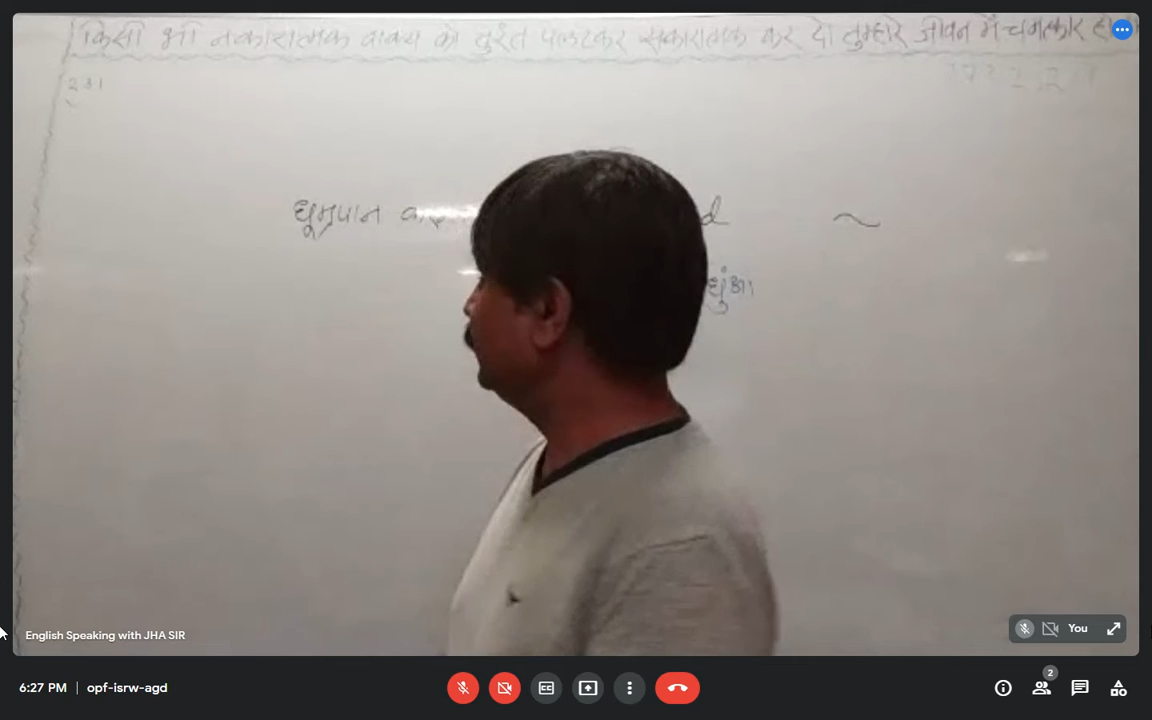 किसी भी नकारात्मक वाक्य को तुरंत पलटकर सकारात्मक कर दो तुम्हारे जीवन में चमत्कार
231
धूम्रपान
d
धुंआ
English Speaking with JHA SIR
You
6:27 PM | opf-isrw-agd
2